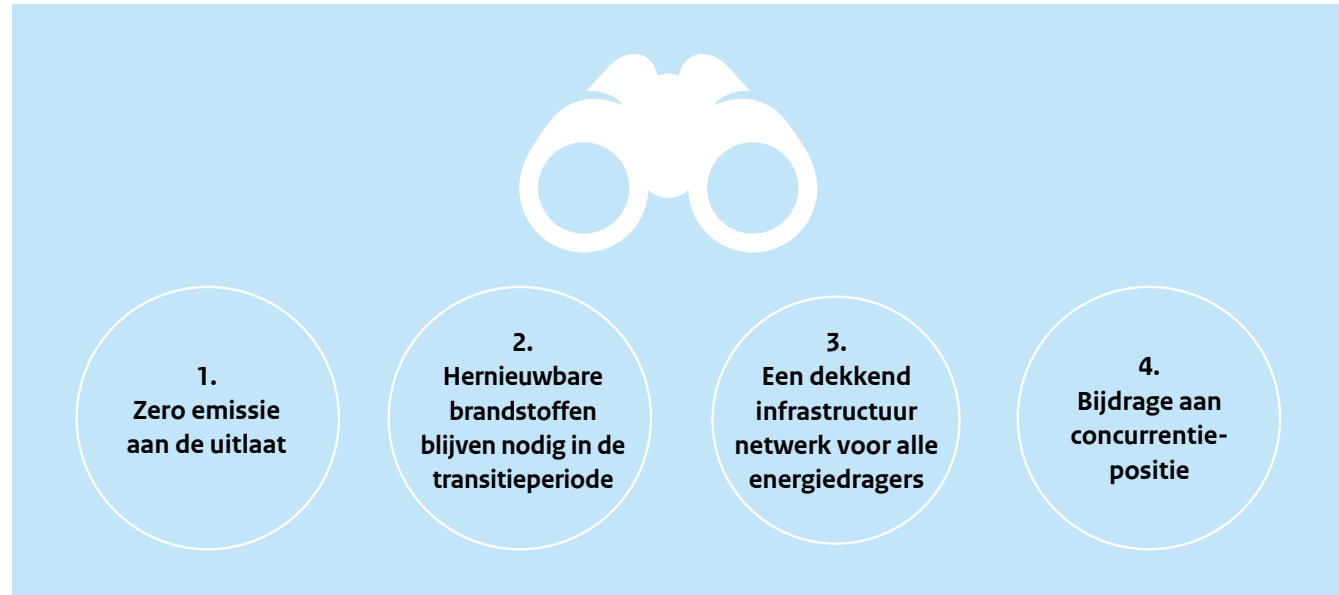 1.
Zero emissie
aan de uitlaat
2.
Hernieuwbare
brandstoffen
blijven nodig in de
transitieperiode
3.
Een dekkend
infrastructuur
netwerk voor alle
energiedragers
4.
Bijdrage aan
concurrentie-
positie